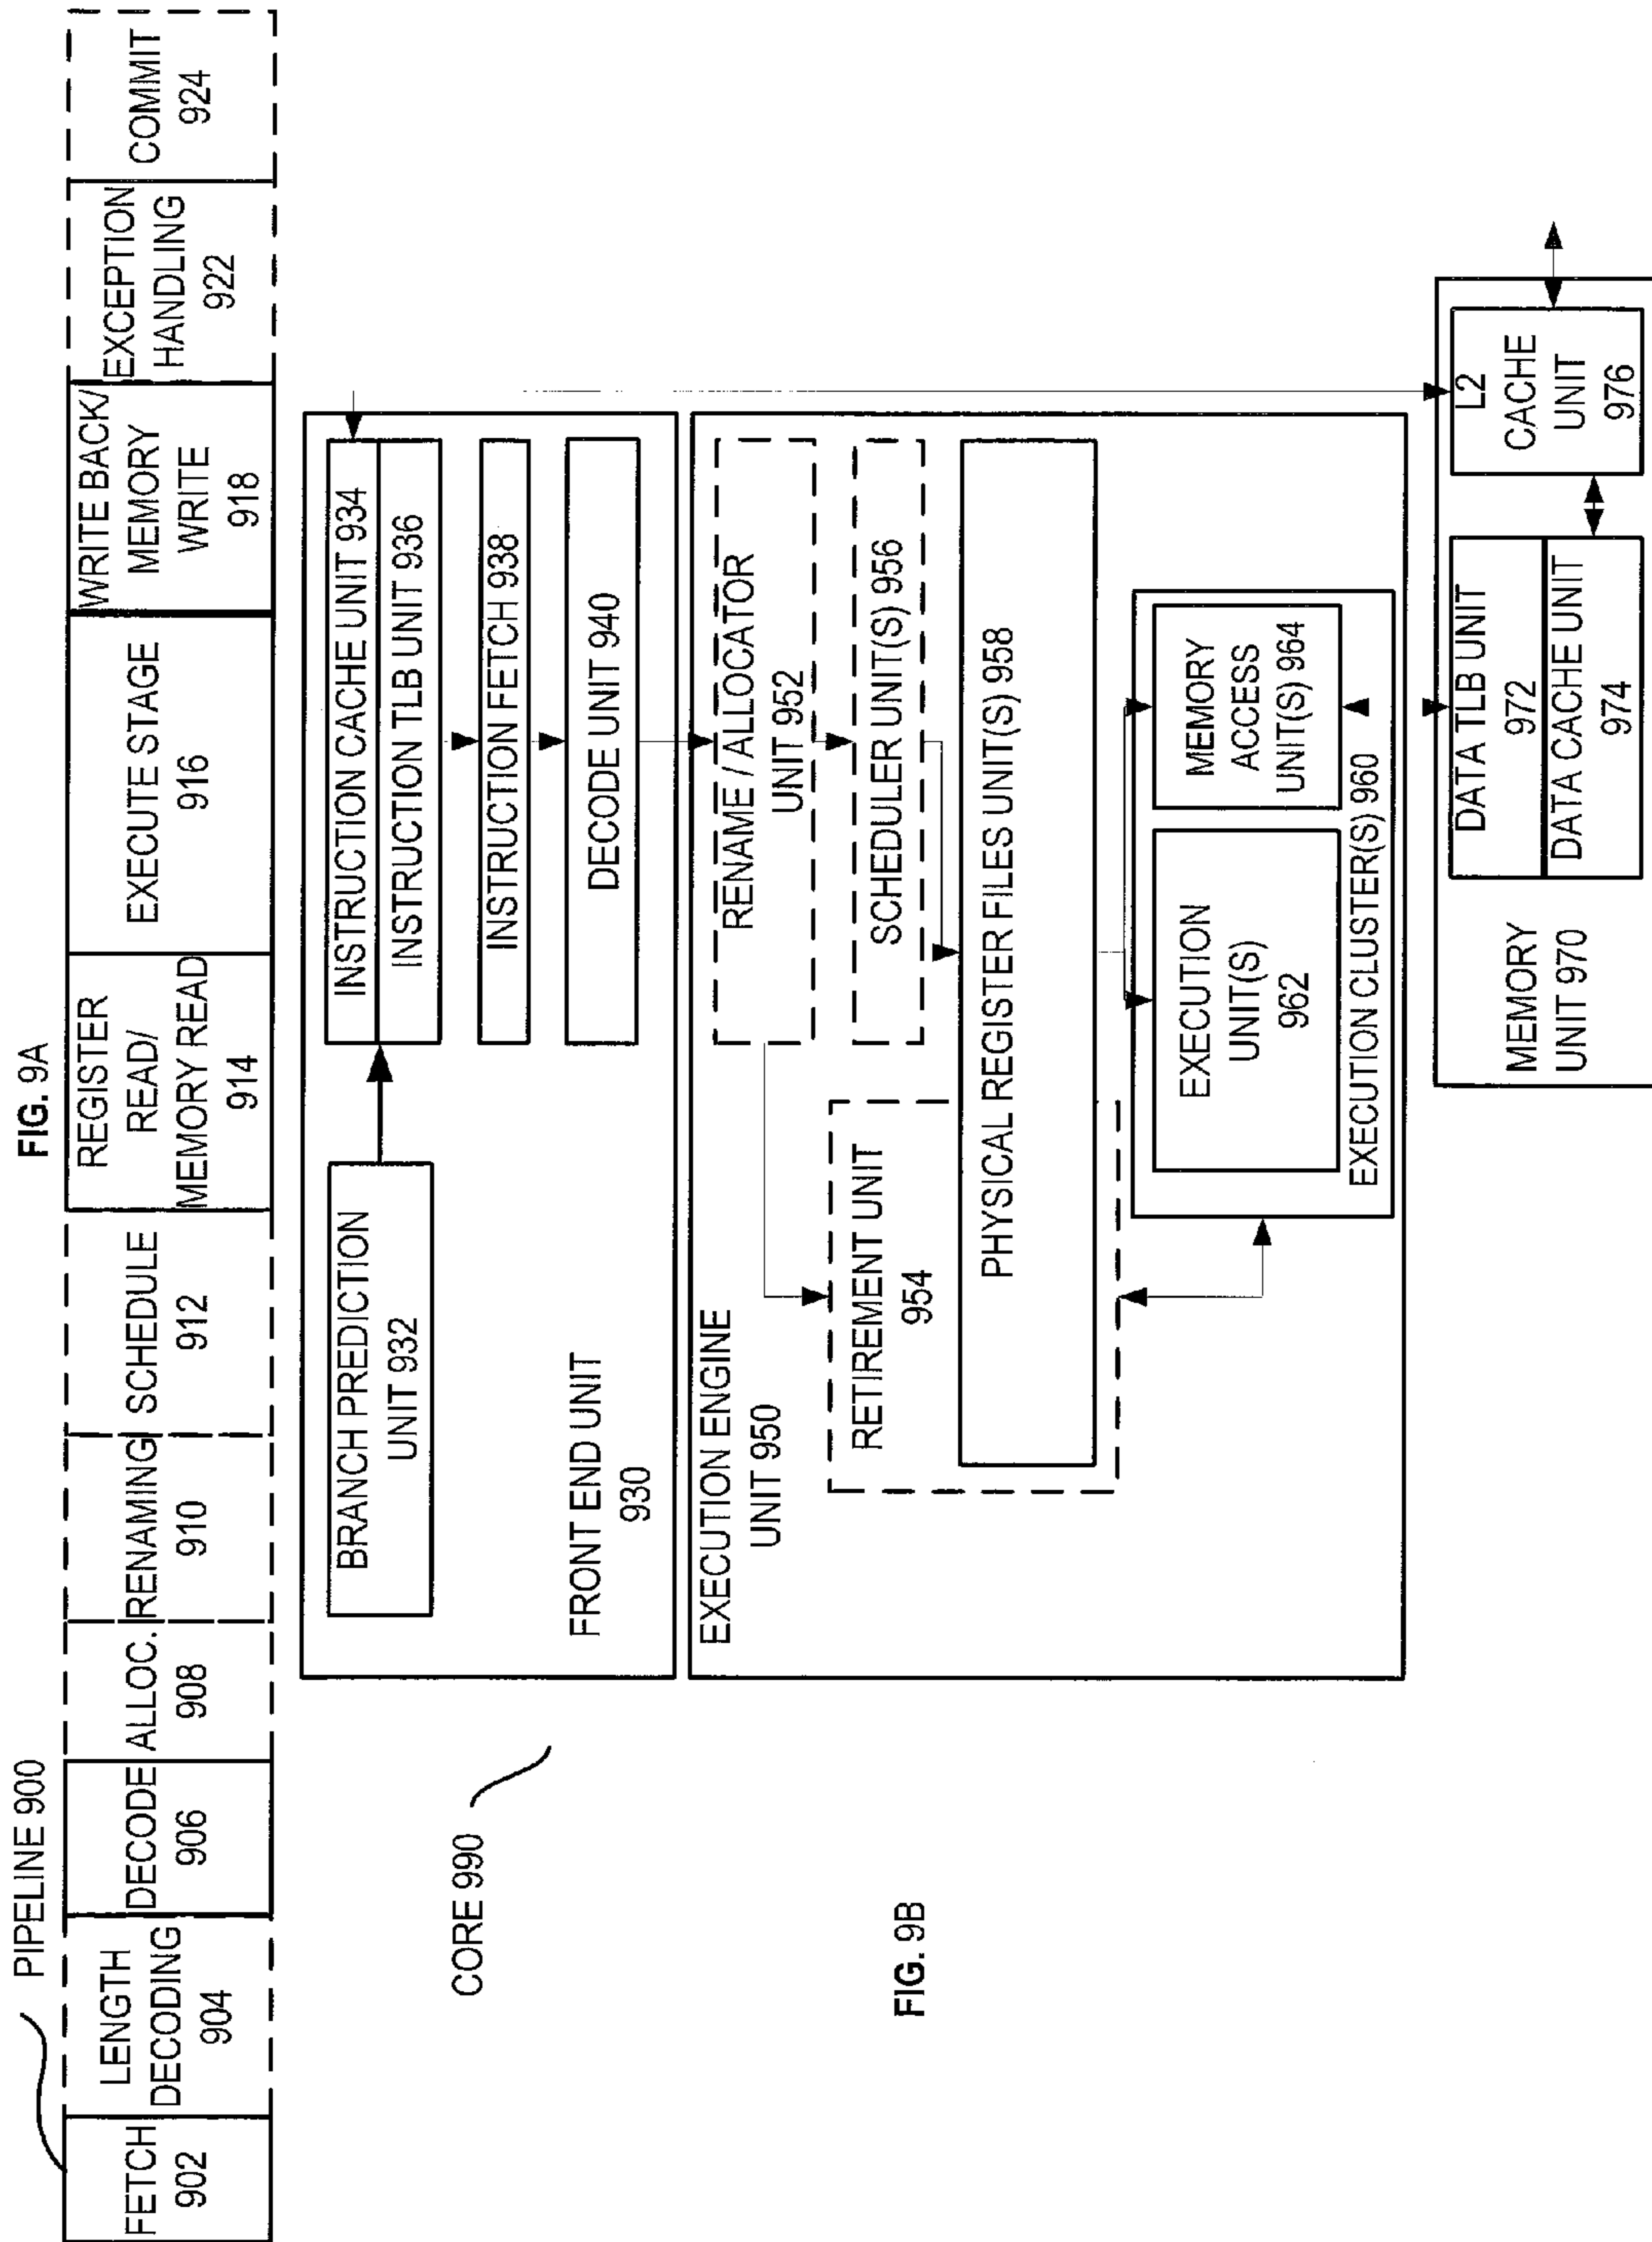 FIG. 9A
PIPELINE 900
FETCH
902
LENGTH
DECODING
904
DECODE
906
ALLOC.
908
RENAMING
910
SCHEDULE
912
REGISTER
READ/
MEMORY READ
914
EXECUTE STAGE
916
WRITE BACK/
MEMORY
WRITE
918
EXCEPTION
HANDLING
922
COMMIT
924
CORE 990
BRANCH PREDICTION
UNIT 932
INSTRUCTION CACHE UNIT 934
INSTRUCTION TLB UNIT 936
INSTRUCTION FETCH 938
DECODE UNIT 940
FRONT END UNIT
930
EXECUTION ENGINE
UNIT 950
RENAME / ALLOCATOR
UNIT 952
RETIREMENT UNIT
954
SCHEDULER UNIT(S) 956
PHYSICAL REGISTER FILES UNIT(S) 958
EXECUTION
UNIT(S)
962
MEMORY
ACCESS
UNIT(S) 964
EXECUTION CLUSTER(S) 960
MEMORY
UNIT 970
DATA TLB UNIT
972
DATA CACHE UNIT
974
L2
CACHE
UNIT
976
FIG. 9B